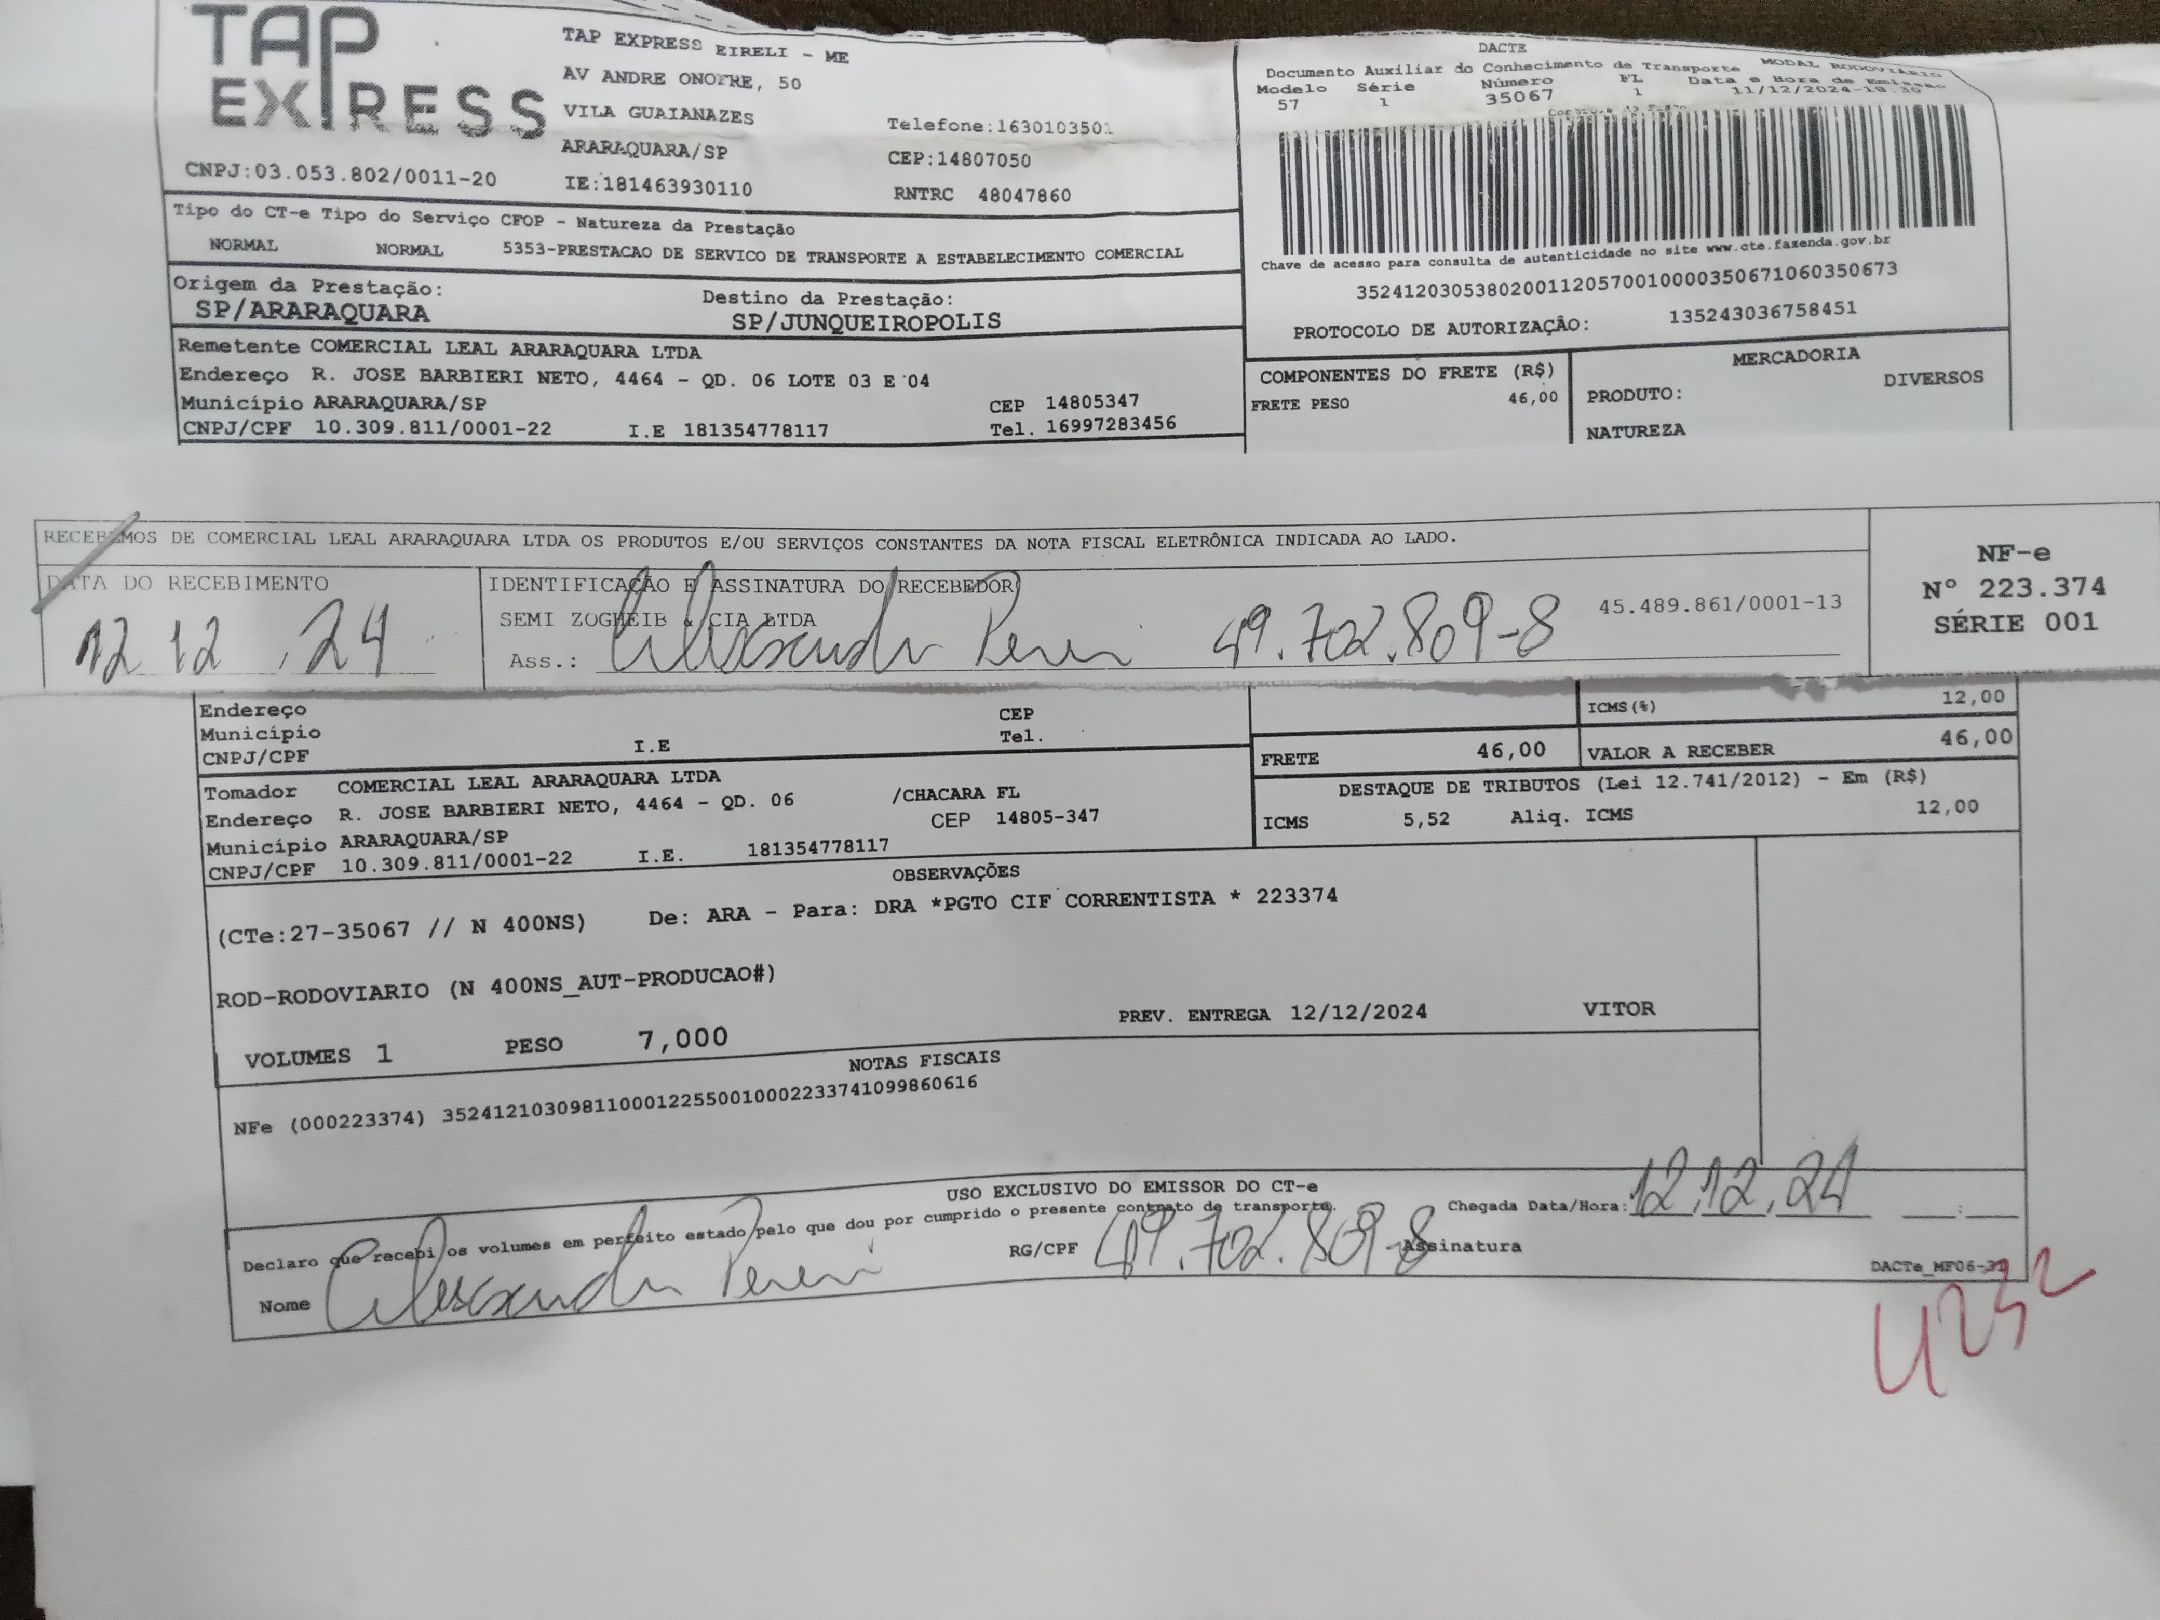 TAP EXPRESS
TAP EXPRESS EIRELI - ME
AV ANDRE ONOFRE, 50
VILA GUAIANAZES
Telefone:1630103501
ARARAQUARA/SP
CEP:14807050
CNPJ:03.053.802/0011-20
IE:181463930110
RNTRC 48047860
DACTE
Documento Auxiliar do Conhecimento de Transporte MODAL RODOVIÁRIO
Modelo Série Número FL Data e Hora de Emissão
57 1 35067 1 11/12/2024-18:36
Chave de acesso para consulta de autenticidade no site www.cte.fazenda.gov.br
35241203053802001120570010000350671060350673
PROTOCOLO DE AUTORIZAÇÂO: 135243036758451
Tipo do CT-e Tipo do Serviço CFOP - Natureza da Prestação
NORMAL NORMAL 5353-PRESTACAO DE SERVICO DE TRANSPORTE A ESTABELECIMENTO COMERCIAL
Origem da Prestação: Destino da Prestação:
SP/ARARAQUARA SP/JUNQUEIROPOLIS
Remetente COMERCIAL LEAL ARARAQUARA LTDA
Endereço R. JOSE BARBIERI NETO, 4464 - QD. 06 LOTE 03 E 04
Município ARARAQUARA/SP CEP 14805347
CNPJ/CPF 10.309.811/0001-22 I.E 181354778117 Tel. 16997283456
COMPONENTES DO FRETE (R$)
FRETE PESO 46,00
MERCADORIA
PRODUTO: DIVERSOS
NATUREZA
RECEBEMOS DE COMERCIAL LEAL ARARAQUARA LTDA OS PRODUTOS E/OU SERVIÇOS CONSTANTES DA NOTA FISCAL ELETRÔNICA INDICADA AO LADO.
DATA DO RECEBIMENTO
12 12 . 24
IDENTIFICAÇÃO E ASSINATURA DO RECEBEDOR
SEMI ZOGHEIB & CIA LTDA 45.489.861/0001-13
Ass.: 49.702.809-8
NF-e
Nº 223.374
SÉRIE 001
Endereço CEP
Município Tel.
CNPJ/CPF I.E
ICMS(%) 12,00
FRETE 46,00 VALOR A RECEBER 46,00
Tomador COMERCIAL LEAL ARARAQUARA LTDA
Endereço R. JOSE BARBIERI NETO, 4464 - QD. 06 /CHACARA FL
Município ARARAQUARA/SP CEP 14805-347
CNPJ/CPF 10.309.811/0001-22 I.E. 181354778117
DESTAQUE DE TRIBUTOS (Lei 12.741/2012) - Em (R$)
ICMS 5,52 Aliq. ICMS 12,00
OBSERVAÇÕES
(CTe:27-35067 // N 400NS) De: ARA - Para: DRA *PGTO CIF CORRENTISTA * 223374
ROD-RODOVIARIO (N 400NS_AUT-PRODUCAO#)
PREV. ENTREGA 12/12/2024 VITOR
VOLUMES 1 PESO 7,000
NOTAS FISCAIS
NFe (000223374) 35241210309811000122550010002233741099860616
USO EXCLUSIVO DO EMISSOR DO CT-e
Declaro que recebi os volumes em perfeito estado pelo que dou por cumprido o presente contrato de transporte.
Chegada Data/Hora: 12.12.24 :
Nome RG/CPF 49.702.809-8 Assinatura
DACTe_MF06-
4232